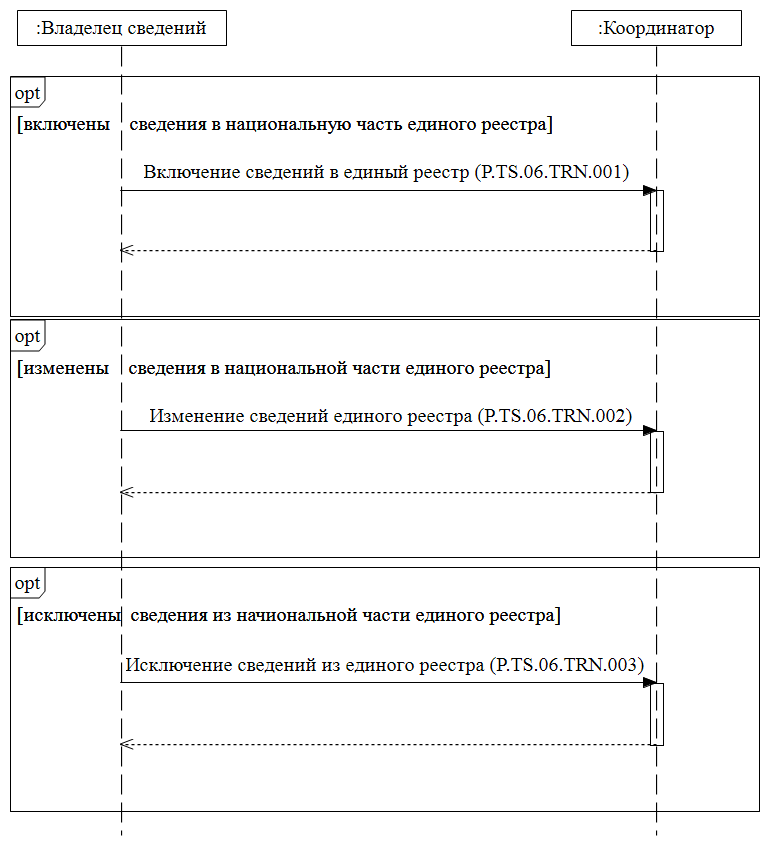 :Владелец сведений
:Координатор
opt
[включены сведения в национальную часть единого реестра]
Включение сведений в единый реестр (P.TS.06.TRN.001)
opt
[изменены сведения в национальной части единого реестра]
Изменение сведений единого реестра (P.TS.06.TRN.002)
opt
[исключены сведения из начиональной части единого реестра]
Исключение сведений из единого реестра (P.TS.06.TRN.003)